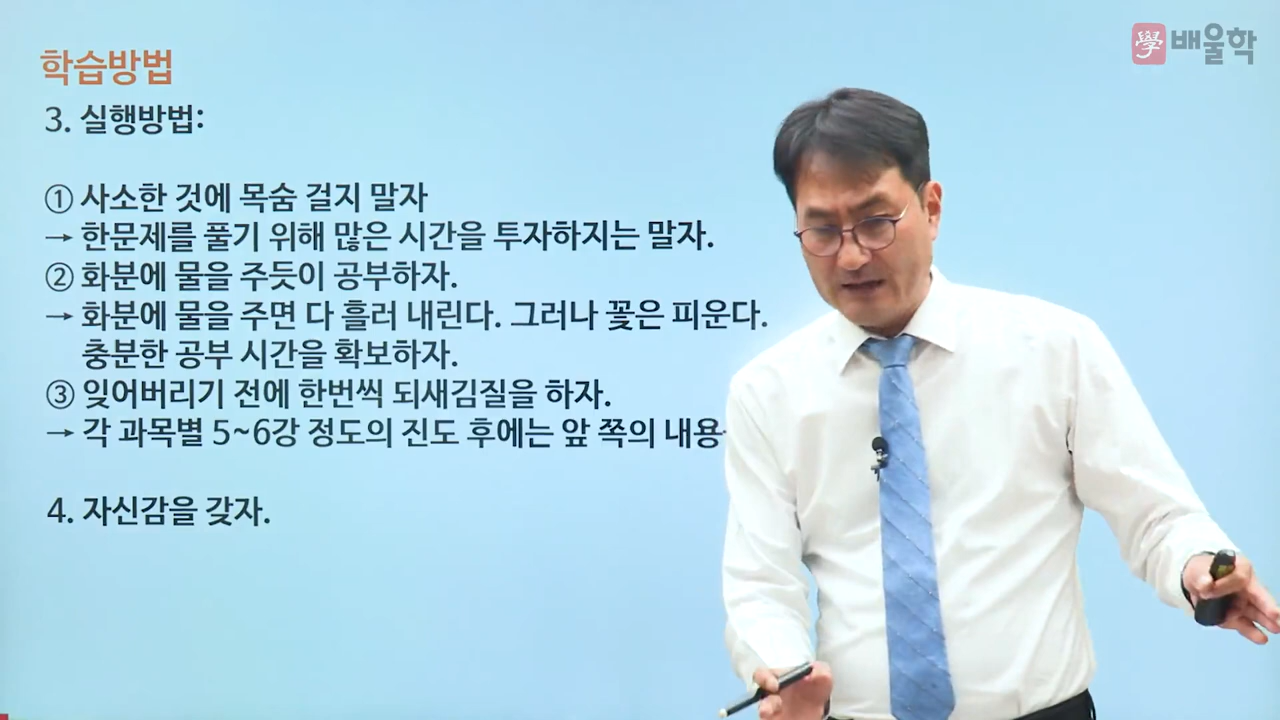 學 배울학
학습방법
3. 실행방법:
① 사소한 것에 목숨 걸지 말자
→ 한문제를 풀기 위해 많은 시간을 투자하지는 말자.
② 화분에 물을 주듯이 공부하자.
→ 화분에 물을 주면 다 흘러 내린다. 그러나 꽃은 피운다.
충분한 공부 시간을 확보하자.
③ 잊어버리기 전에 한번씩 되새김질을 하자.
→ 각 과목별 5~6강 정도의 진도 후에는 앞 쪽의 내용
4. 자신감을 갖자.